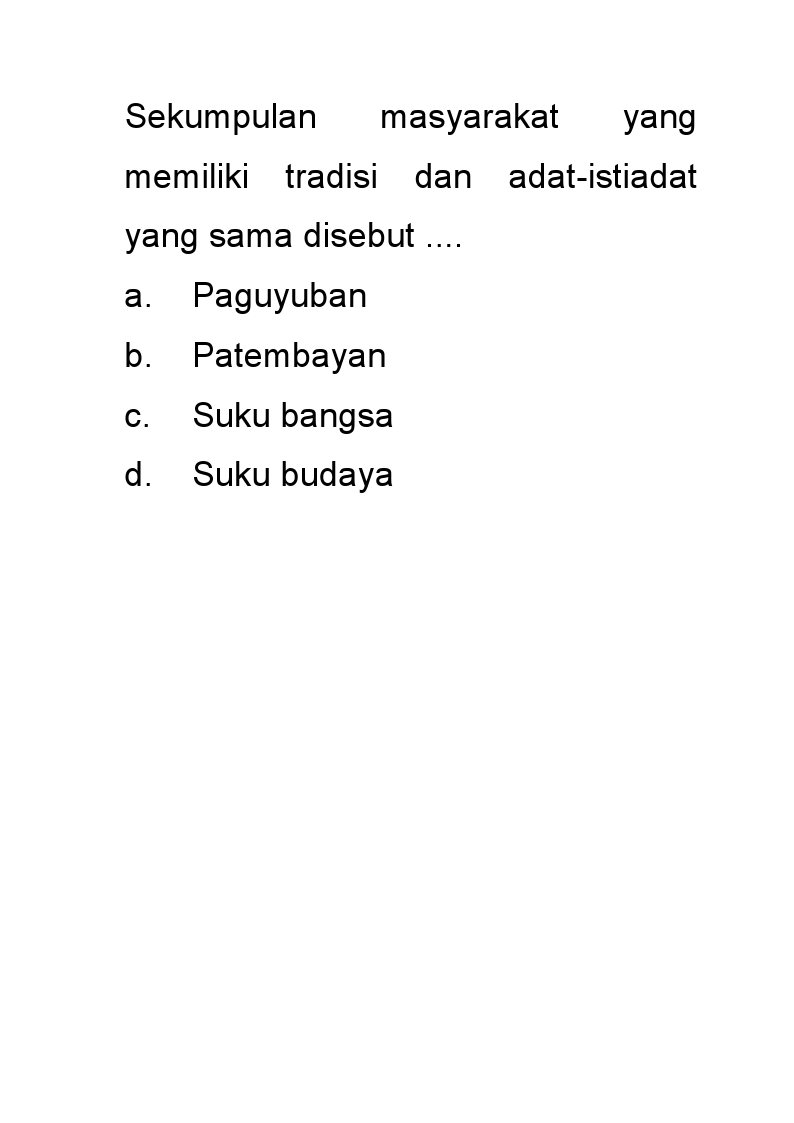 Sekumpulan masyarakat yang
memiliki tradisi dan adat-istiadat
yang sama disebut ....
a. Paguyuban
b. Patembayan
c. Suku bangsa
d. Suku budaya